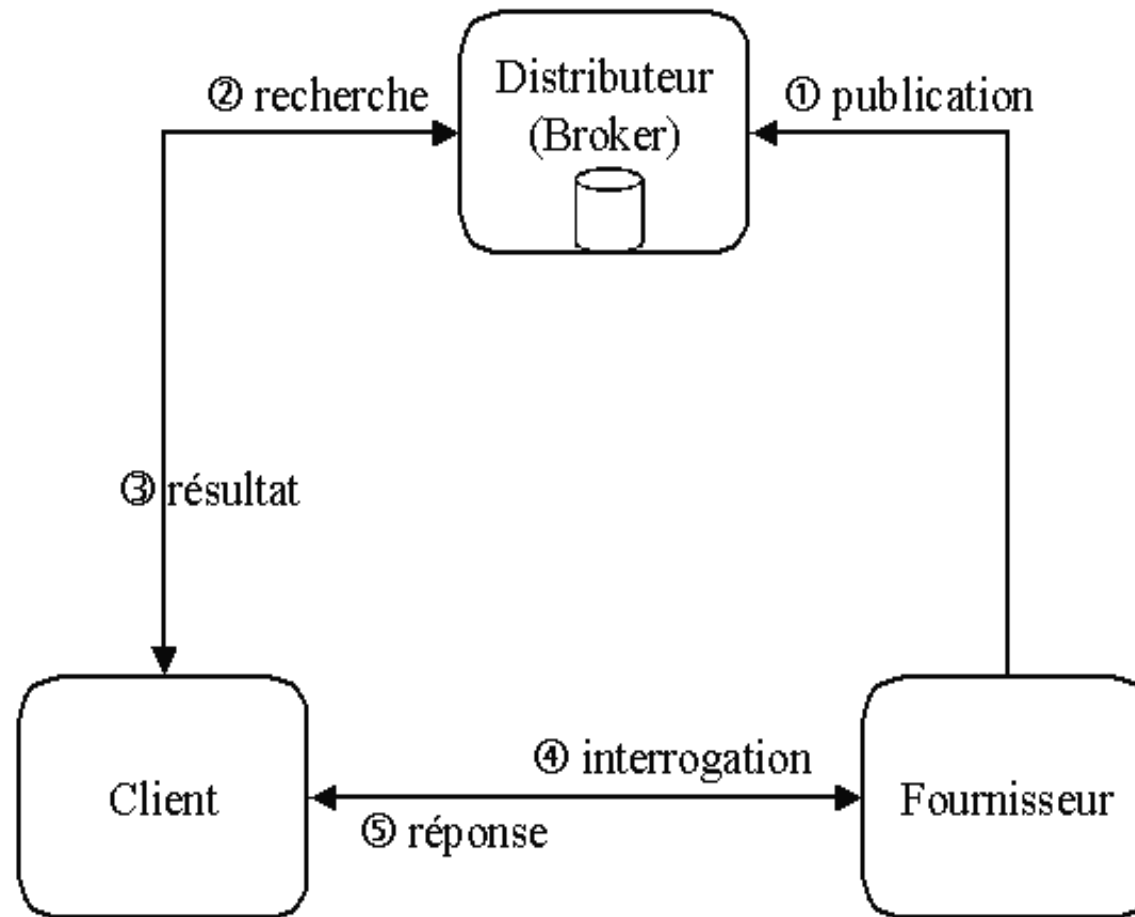 Distributeur
(Broker)
② recherche
① publication
③ résultat
④ interrogation
⑤ réponse
Client
Fournisseur